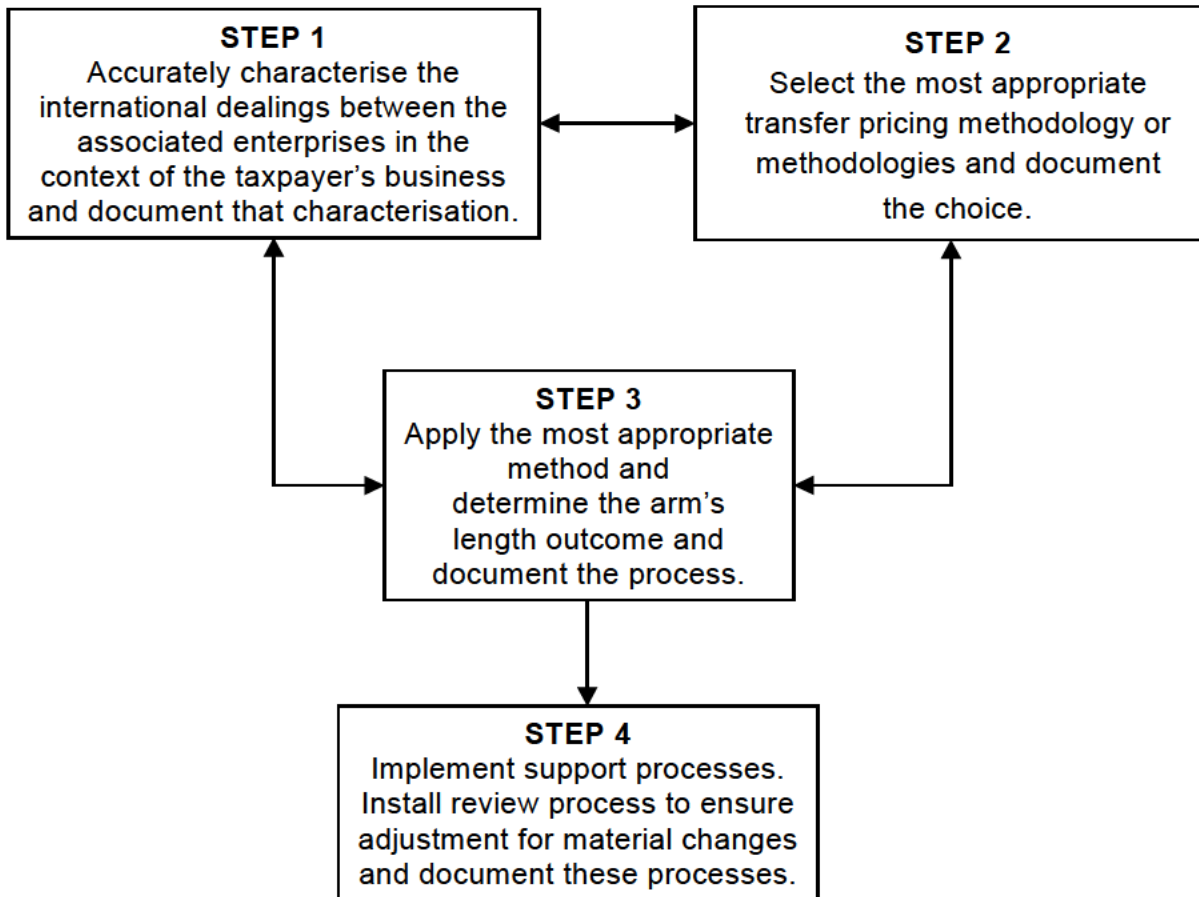 STEP 1
Accurately characterise the
international dealings between the
associated enterprises in the
context of the taxpayer's business
and document that characterisation.
STEP 2
Select the most appropriate
transfer pricing methodology or
methodologies and document
the choice.
STEP 3
Apply the most appropriate
method and
determine the arm's
length outcome and
document the process.
STEP 4
Implement support processes.
Install review process to ensure
adjustment for material changes
and document these processes.